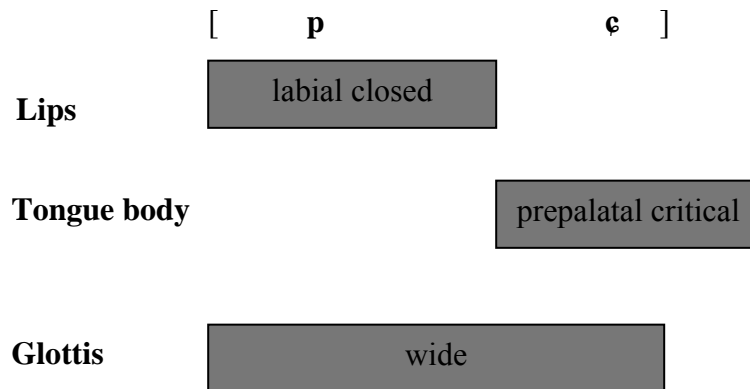 [ p ɕ ]
labial closed
Lips
Tongue body prepalatal critical
Glottis wide